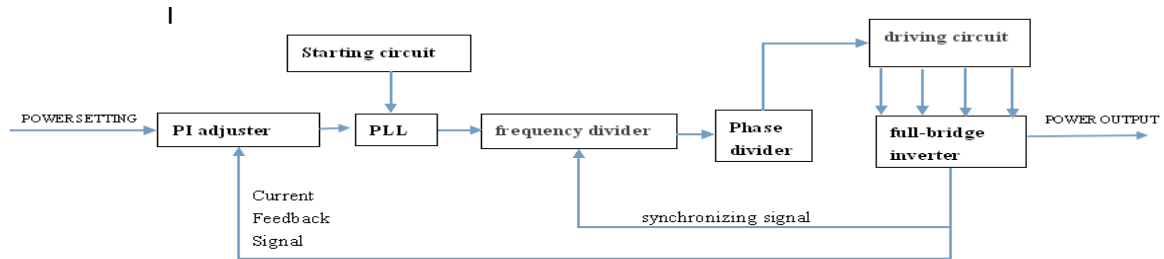 I
Starting circuit
driving circuit
POWER SETTING
PI adjuster
PLL
frequency divider
Phase
divider
full-bridge
inverter
POWER OUTPUT
Current
Feedback
Signal
synchronizing signal